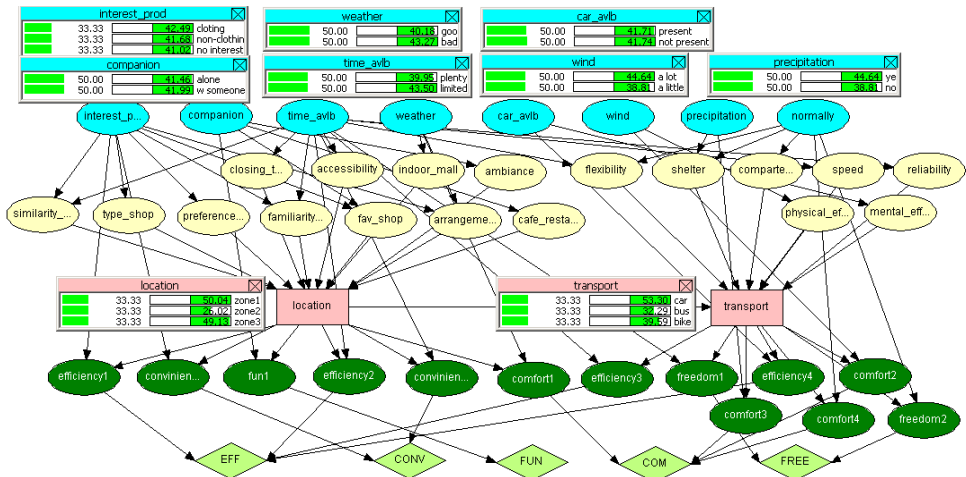 interest_prod
33.33 42.49 cloting
33.33 41.68 non-clothin
33.33 41.02 no interest
weather
50.00 40.18 goo
50.00 43.27 bad
car_avlb
50.00 41.71 present
50.00 41.74 not present
companion
50.00 41.46 alone
50.00 41.99 w someone
time_avlb
50.00 39.95 plenty
50.00 43.50 limited
wind
50.00 44.64 a lot
50.00 38.81 a little
precipitation
50.00 44.64 ye
50.00 38.81 no
interest_p... companion time_avlb weather car_avlb wind precipitation normally
closing_t... accessibility indoor_mall ambiance flexibility shelter comparte... speed reliability
similarity_... type_shop preference... familiarity... fav_shop arrangeme... cafe_resta... physical_ef... mental_eff...
location
33.33 50.04 zone1
33.33 26.02 zone2
33.33 49.13 zone3
location
transport
33.33 53.30 car
33.33 32.29 bus
33.33 39.59 bike
transport
efficiency1 convinien... fun1 efficiency2 convinien... comfort1 efficiency3 freedom1 efficiency4 comfort2
comfort3 comfort4 freedom2
EFF CONV FUN COM FREE